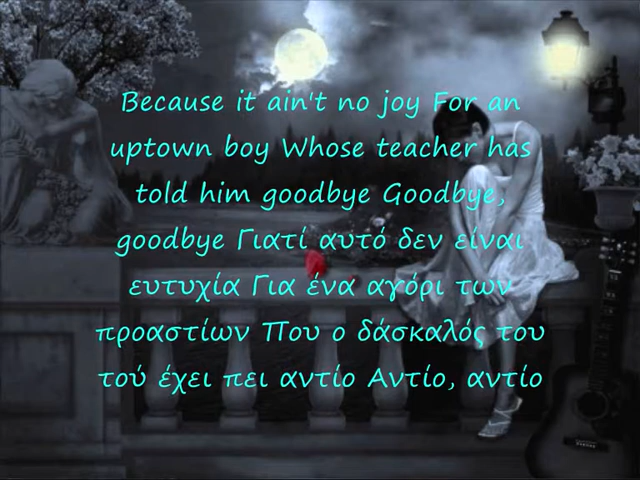 Because it ain't no joy For an
uptown boy Whose teacher has
told him goodbye Goodbye,
goodbye Γιατί αυτό δεν είναι
ευτυχία Για ένα αγόρι των
προαστίων Που ο δάσκαλός του
τού έχει πει αντίο Αντίο, αντίο